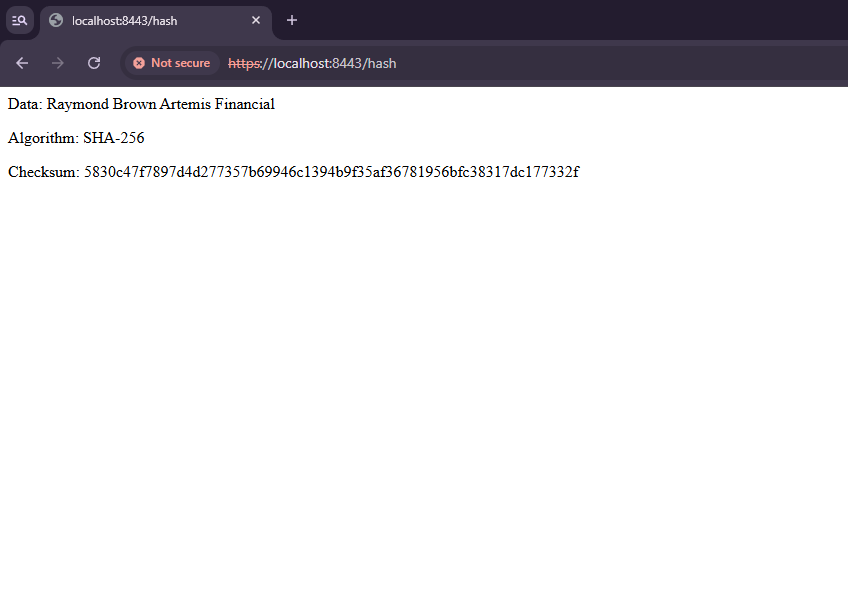 localhost:8443/hash
Not secure https://localhost:8443/hash
Data: Raymond Brown Artemis Financial
Algorithm: SHA-256
Checksum: 5830c47f7897d4d277357b69946c1394b9f35af36781956bfc38317dc177332f